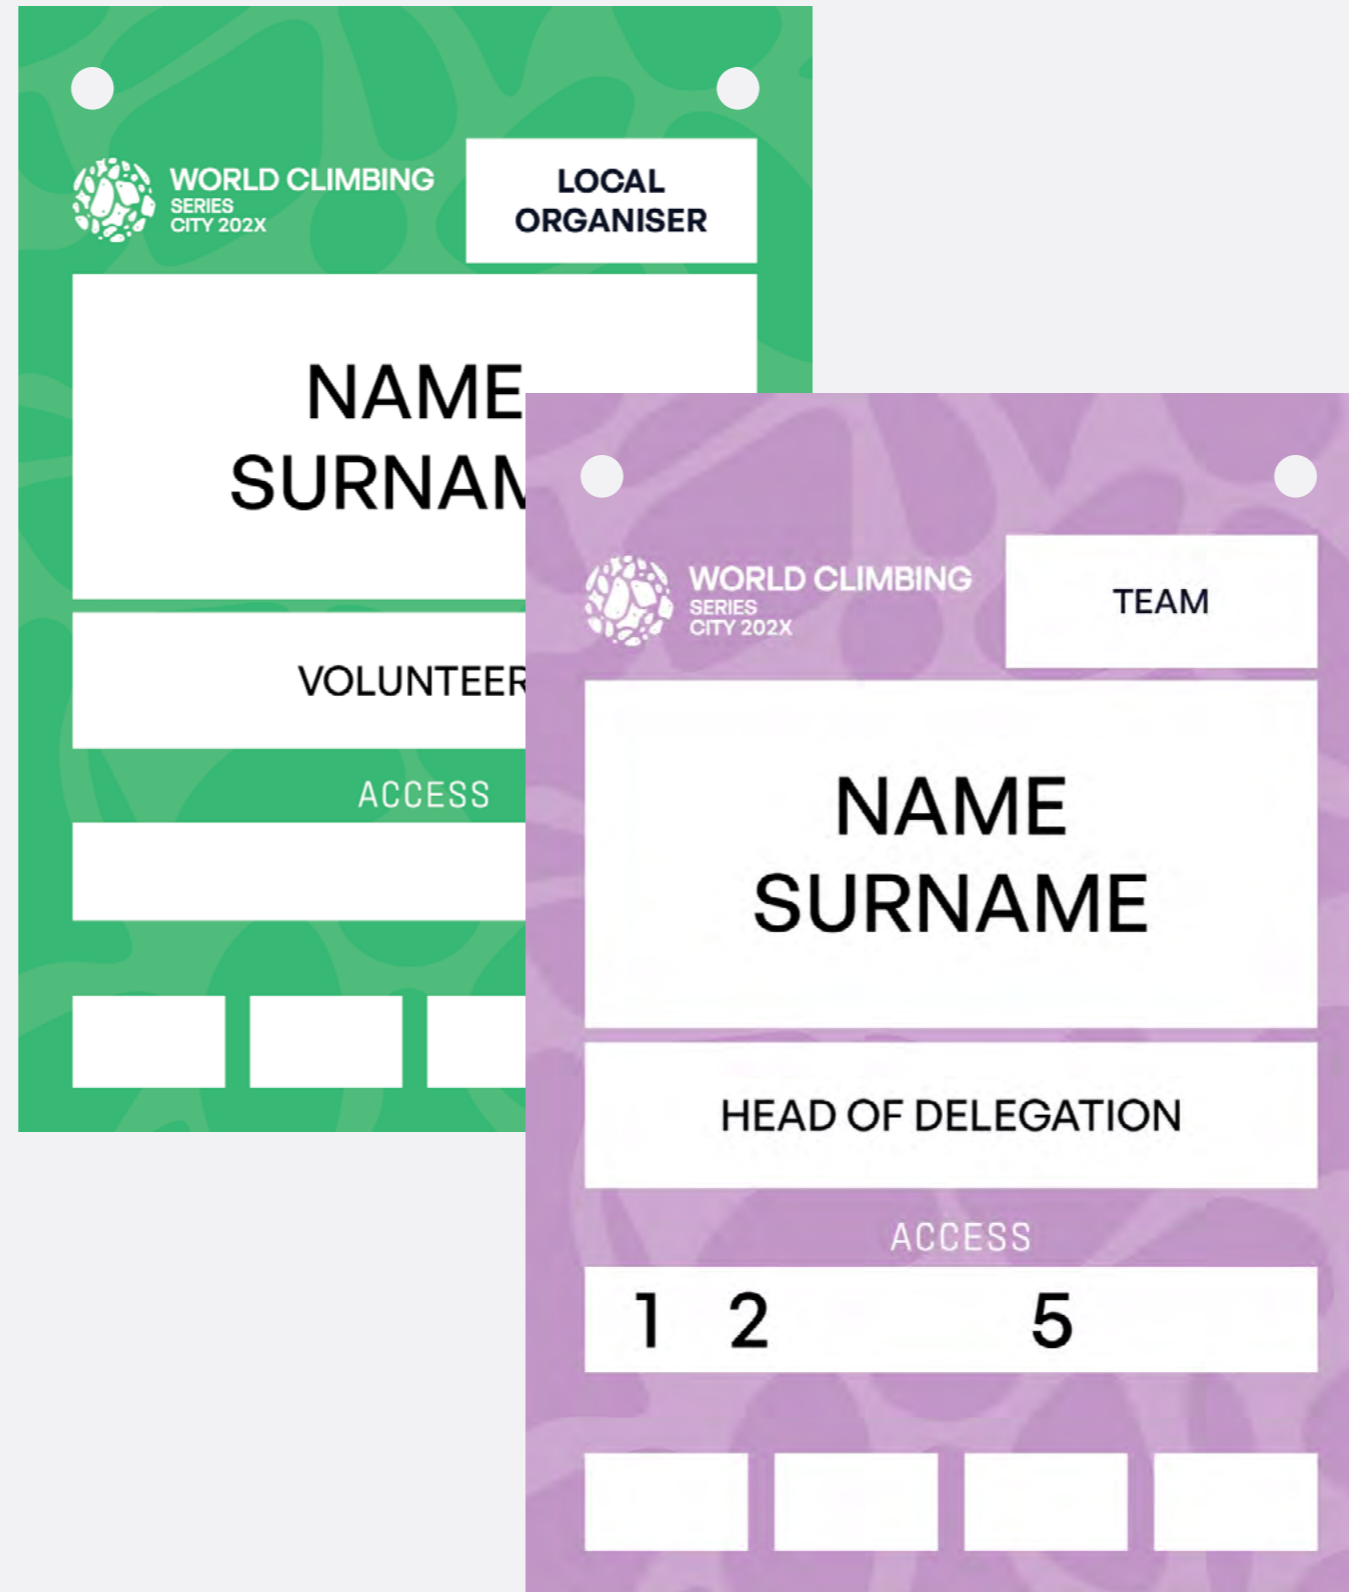 WORLD CLIMBING
SERIES
CITY 202X
LOCAL
ORGANISER
NAME
SURNAM
VOLUNTEER
ACCESS
WORLD CLIMBING
SERIES
CITY 202X
TEAM
NAME
SURNAME
HEAD OF DELEGATION
ACCESS
1 2 5